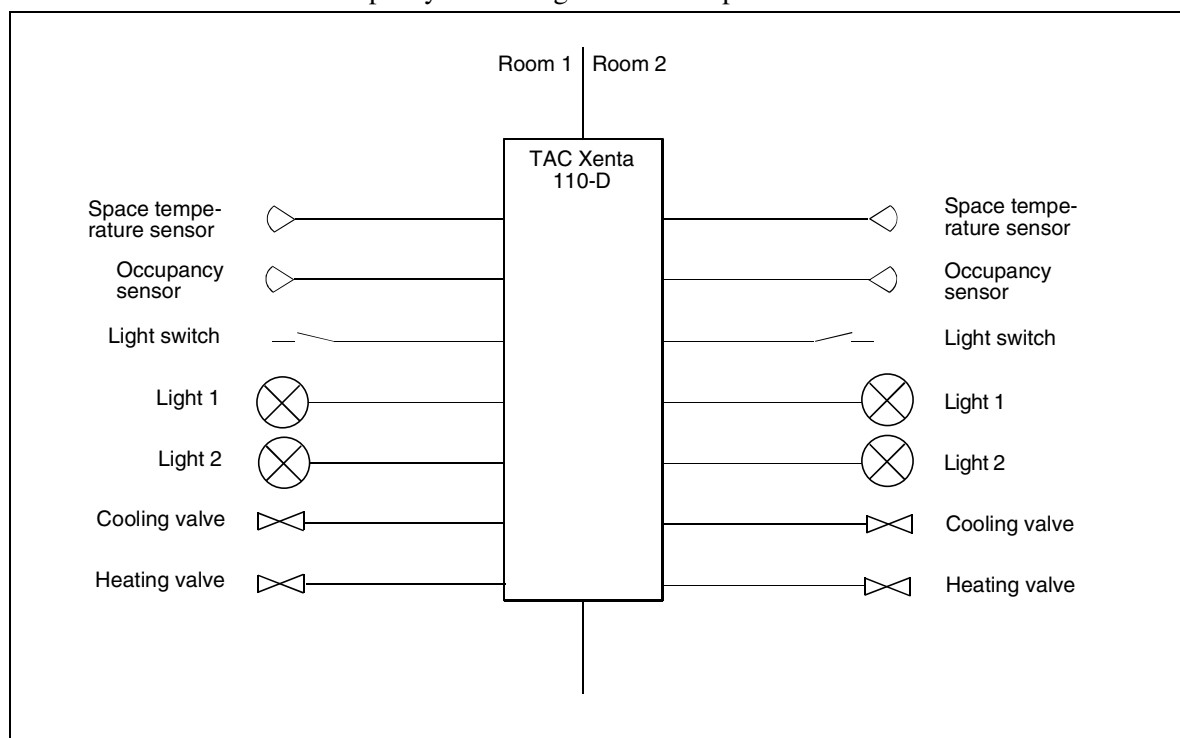 Room 1 Room 2
TAC Xenta
110-D
Space tempe-
rature sensor
Occupancy
sensor
Light switch
Light 1
Light 2
Cooling valve
Heating valve
Space tempe-
rature sensor
Occupancy
sensor
Light switch
Light 1
Light 2
Cooling valve
Heating valve